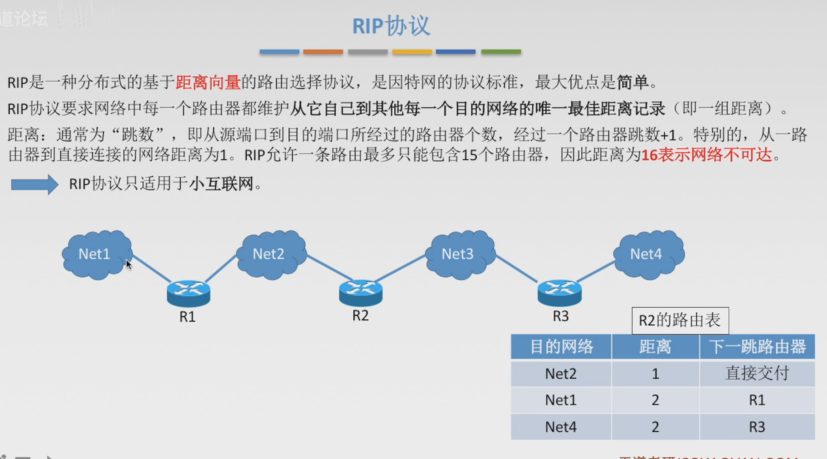 道论坛
RIP协议
RIP是一种分布式的基于距离向量的路由选择协议，是因特网的协议标准，最大优点是简单。
RIP协议要求网络中每一个路由器都维护从它自己到其他每一个目的网络的唯一最佳距离记录（即一组距离）。
距离：通常为“跳数”，即从源端口到目的端口所经过的路由器个数，经过一个路由器跳数+1。特别的，从一路
由器到直接连接的网络距离为1。RIP允许一条路由最多只能包含15个路由器，因此距离为16表示网络不可达。
RIP协议只适用于小互联网。
Net1 Net2 Net3 Net4
R1 R2 R3
R2的路由表
目的网络 距离 下一跳路由器
Net2 1 直接交付
Net1 2 R1
Net4 2 R3